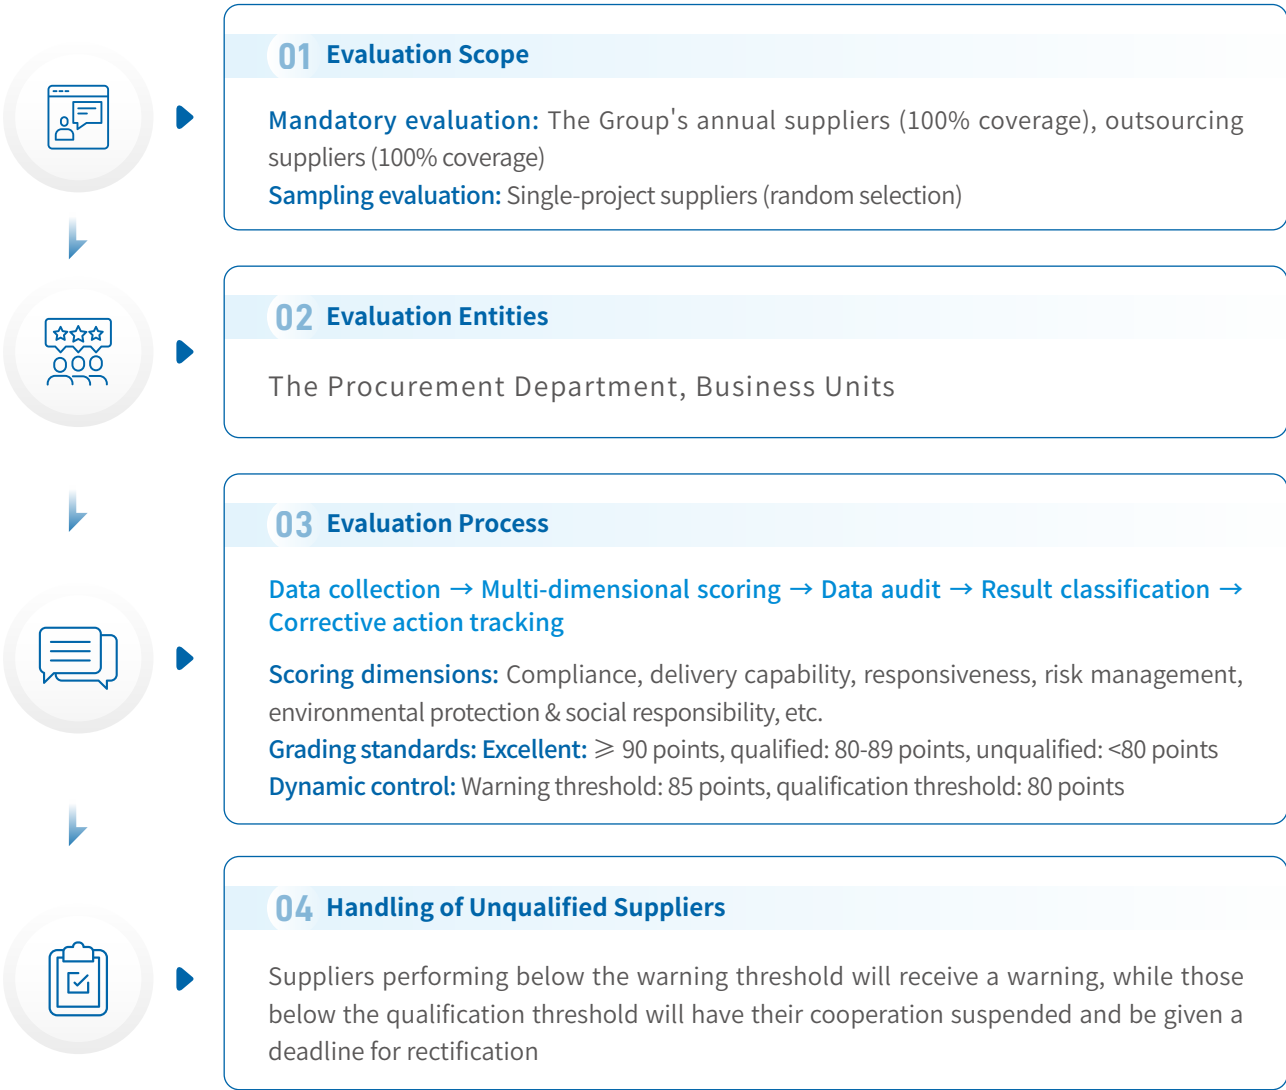 01 Evaluation Scope
Mandatory evaluation: The Group's annual suppliers (100% coverage), outsourcing
suppliers (100% coverage)
Sampling evaluation: Single-project suppliers (random selection)
02 Evaluation Entities
The Procurement Department, Business Units
03 Evaluation Process
Data collection → Multi-dimensional scoring → Data audit → Result classification →
Corrective action tracking
Scoring dimensions: Compliance, delivery capability, responsiveness, risk management,
environmental protection & social responsibility, etc.
Grading standards: Excellent: ⩾ 90 points, qualified: 80-89 points, unqualified: <80 points
Dynamic control: Warning threshold: 85 points, qualification threshold: 80 points
04 Handling of Unqualified Suppliers
Suppliers performing below the warning threshold will receive a warning, while those
below the qualification threshold will have their cooperation suspended and be given a
deadline for rectification